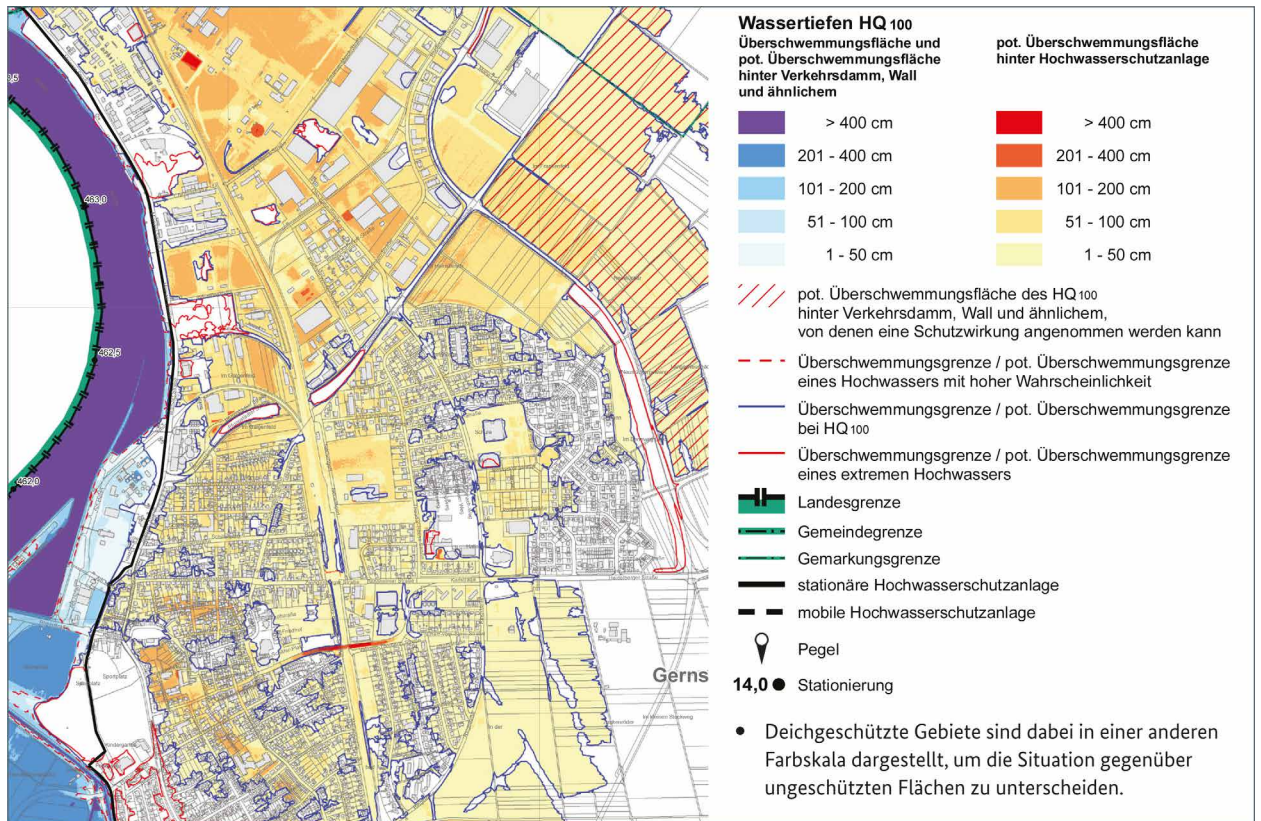 Wassertiefen HQ 100
Überschwemmungsfläche und
pot. Überschwemmungsfläche
hinter Verkehrsdamm, Wall
und ähnlichem
pot. Überschwemmungsfläche
hinter Hochwasserschutzanlage
> 400 cm
> 400 cm
201 - 400 cm
201 - 400 cm
101 - 200 cm
101 - 200 cm
51 - 100 cm
51 - 100 cm
1 - 50 cm
1 - 50 cm
pot. Überschwemmungsfläche des HQ 100
hinter Verkehrsdamm, Wall und ähnlichem,
von denen eine Schutzwirkung angenommen werden kann
Überschwemmungsgrenze / pot. Überschwemmungsgrenze
eines Hochwassers mit hoher Wahrscheinlichkeit
Überschwemmungsgrenze / pot. Überschwemmungsgrenze
bei HQ 100
Überschwemmungsgrenze / pot. Überschwemmungsgrenze
eines extremen Hochwassers
Landesgrenze
Gemeindegrenze
Gemarkungsgrenze
stationäre Hochwasserschutzanlage
mobile Hochwasserschutzanlage
Pegel
14,0 ● Stationierung
• Deichgeschützte Gebiete sind dabei in einer anderen
Farbskala dargestellt, um die Situation gegenüber
ungeschützten Flächen zu unterscheiden.
463,0
462,5
462,0
Gerns
Sportplatz